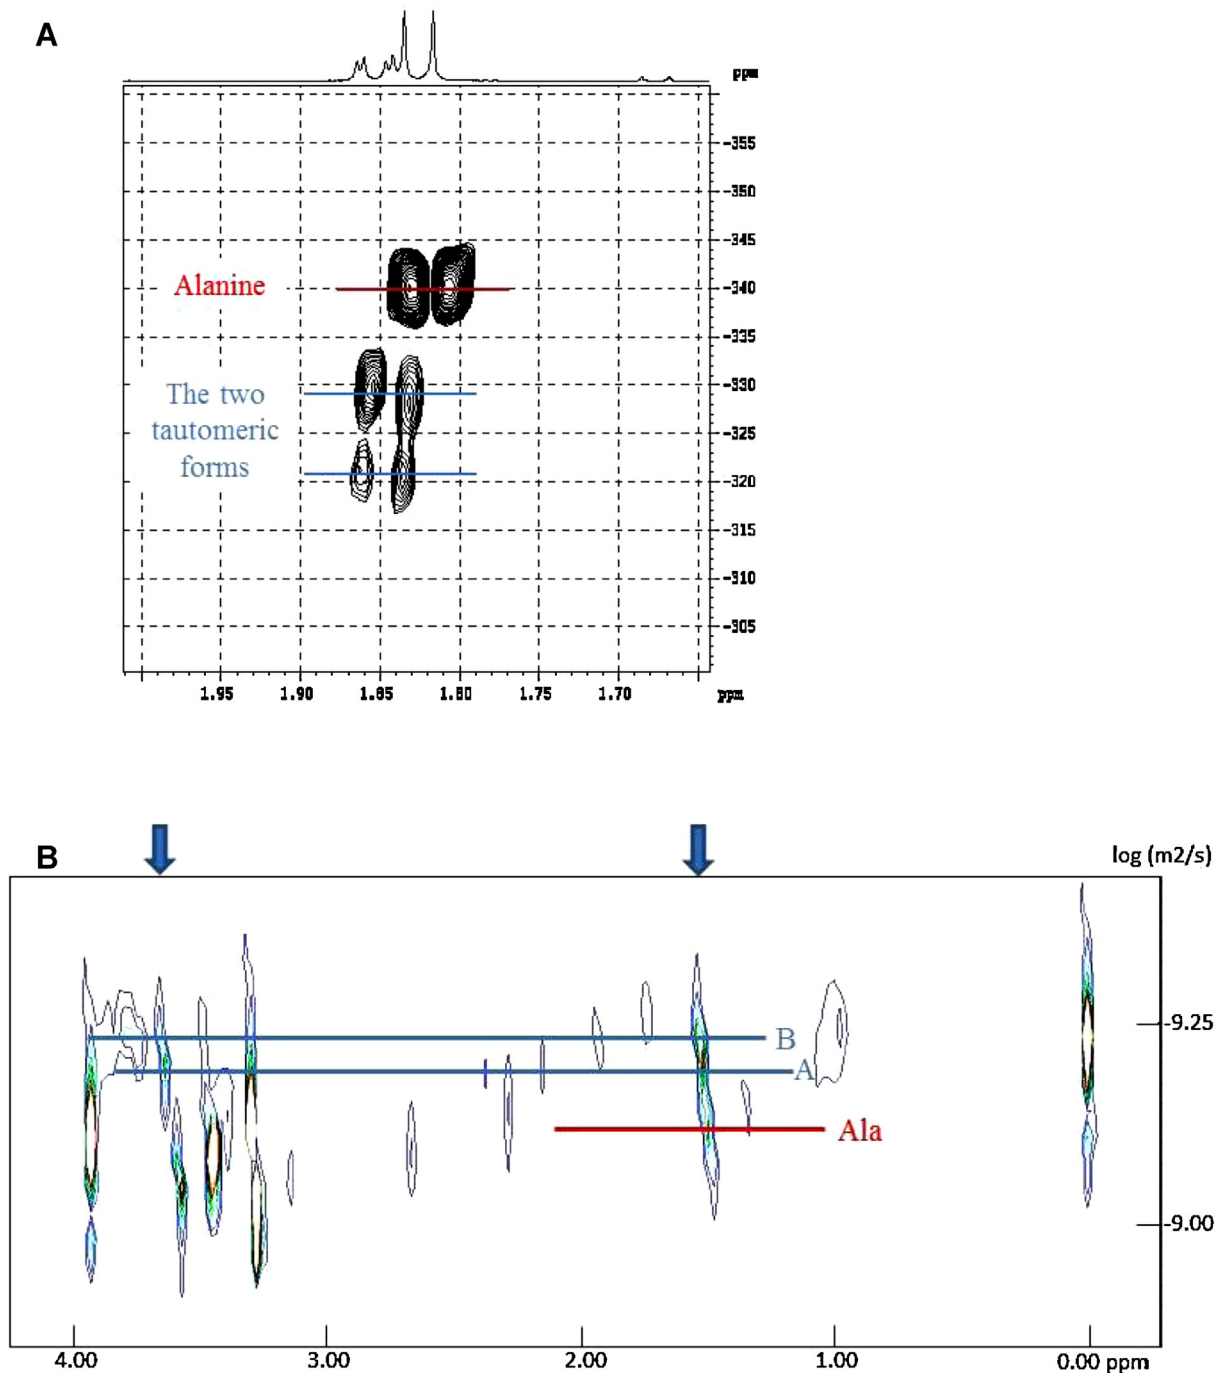 A
ppm
-355
-350
-345
Alanine
-340
-335
The two
tautomeric
forms
-330
-325
-320
-315
-310
-305
1.95 1.90 1.85 1.80 1.75 1.70 ppm
B
log (m2/s)
-9.25
B
A
Ala
-9.00
4.00 3.00 2.00 1.00 0.00 ppm